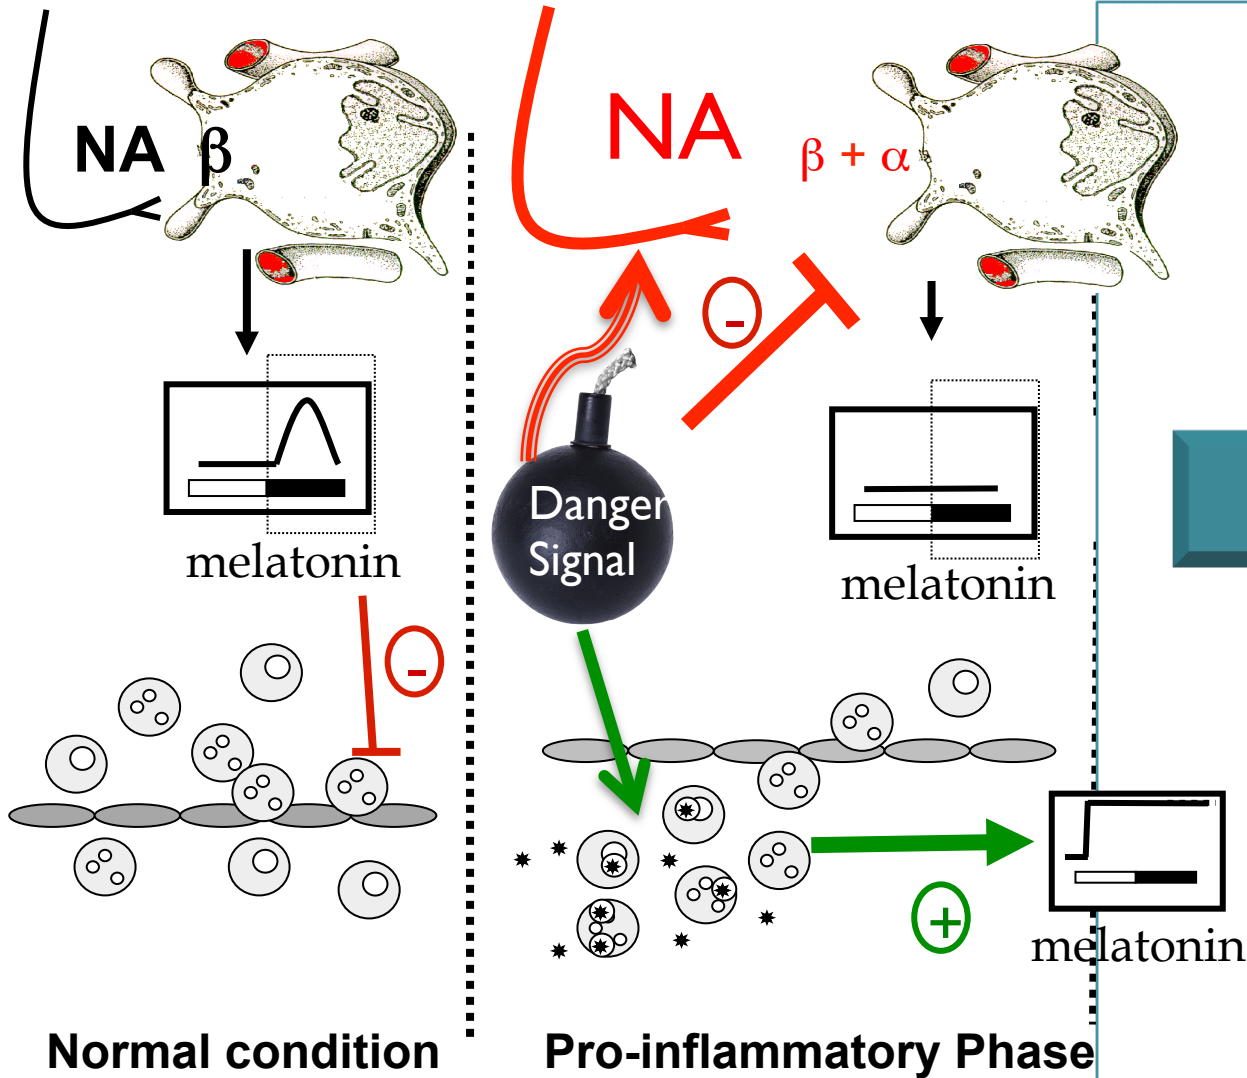 NA β
NA
β + α
-
Danger
Signal
melatonin
melatonin
-
+
melatonin
Normal condition
Pro-inflammatory Phase